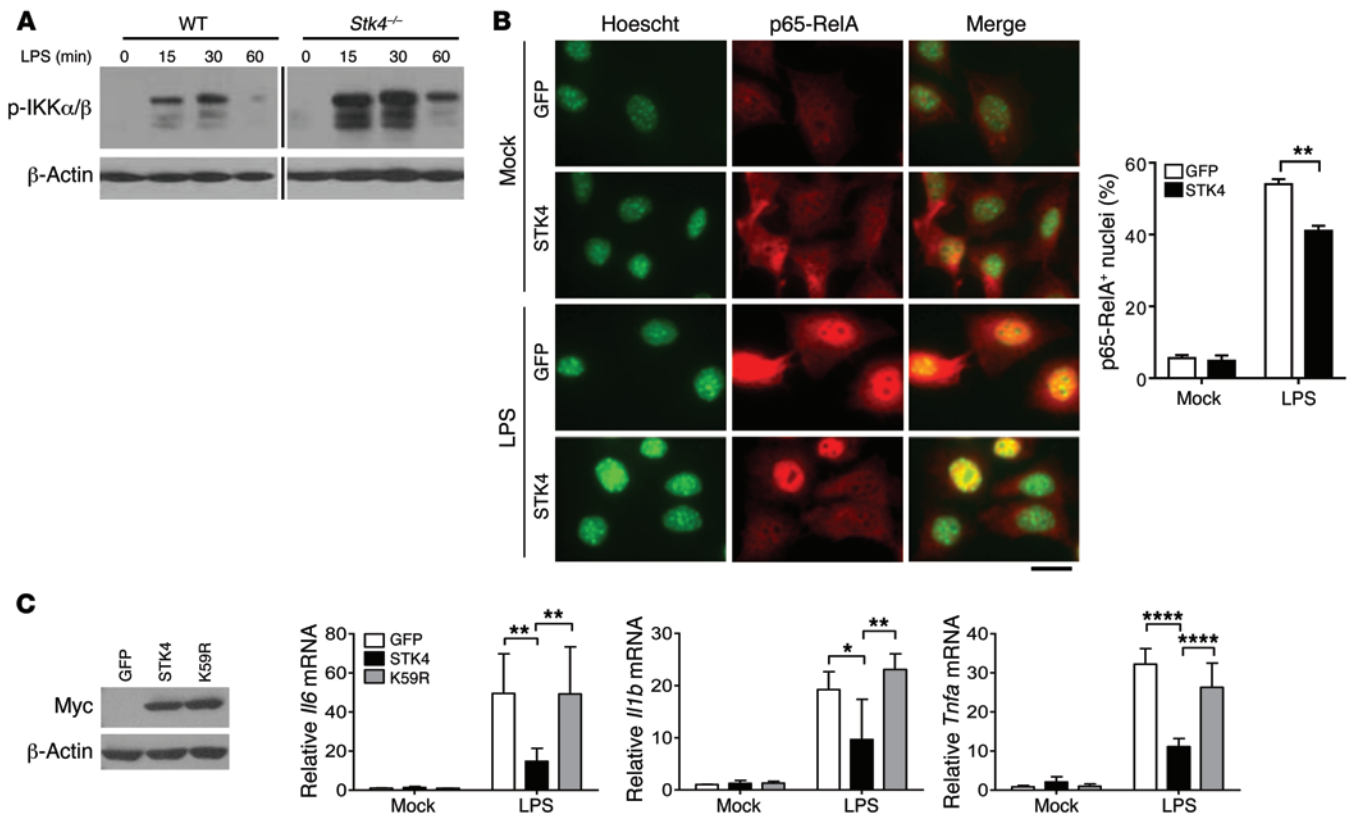 A
WT
Stk4–/–
LPS (min)
0 15 30 60 0 15 30 60
p-IKKα/β
β-Actin
B
Hoescht p65-RelA Merge
Mock
GFP
STK4
LPS
GFP
STK4
p65-RelA+ nuclei (%)
60
40
20
0
GFP
STK4
**
Mock LPS
C
GFP STK4 K59R
Myc
β-Actin
Relative Il6 mRNA
80
60
40
20
0
GFP
STK4
K59R
** **
Mock LPS
Relative Il1b mRNA
30
20
10
0
* **
Mock LPS
Relative Tnfa mRNA
40
30
20
10
0
**** ****
Mock LPS